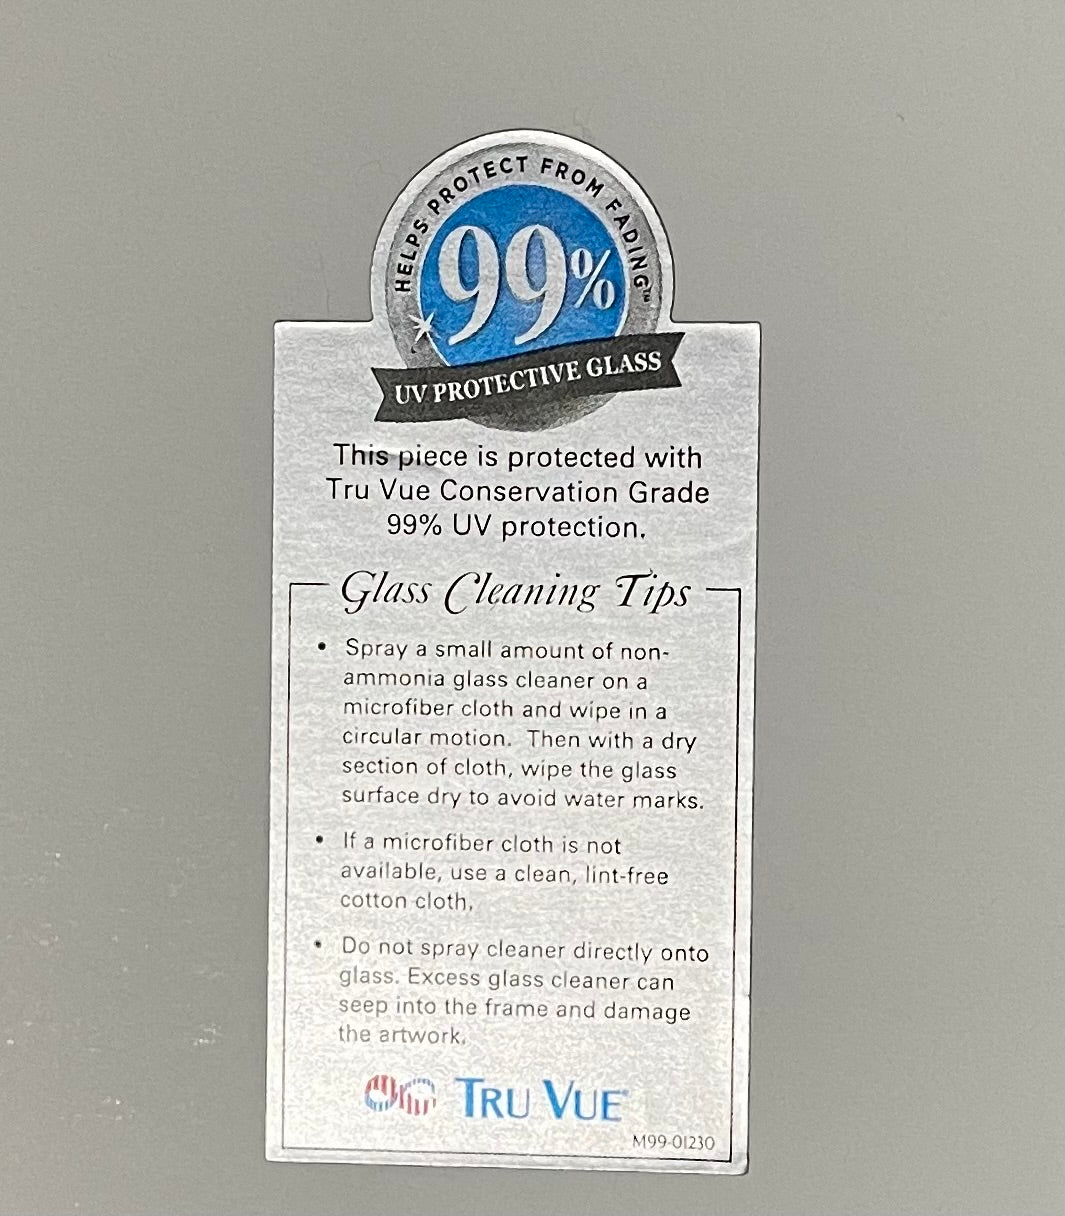 HELPS PROTECT FROM FADING™
99%
UV PROTECTIVE GLASS
This piece is protected with
Tru Vue Conservation Grade
99% UV protection.
Glass Cleaning Tips
• Spray a small amount of non-
ammonia glass cleaner on a
microfiber cloth and wipe in a
circular motion. Then with a dry
section of cloth, wipe the glass
surface dry to avoid water marks.
• If a microfiber cloth is not
available, use a clean, lint-free
cotton cloth.
• Do not spray cleaner directly onto
glass. Excess glass cleaner can
seep into the frame and damage
the artwork.
TRU VUE®
M99-01230